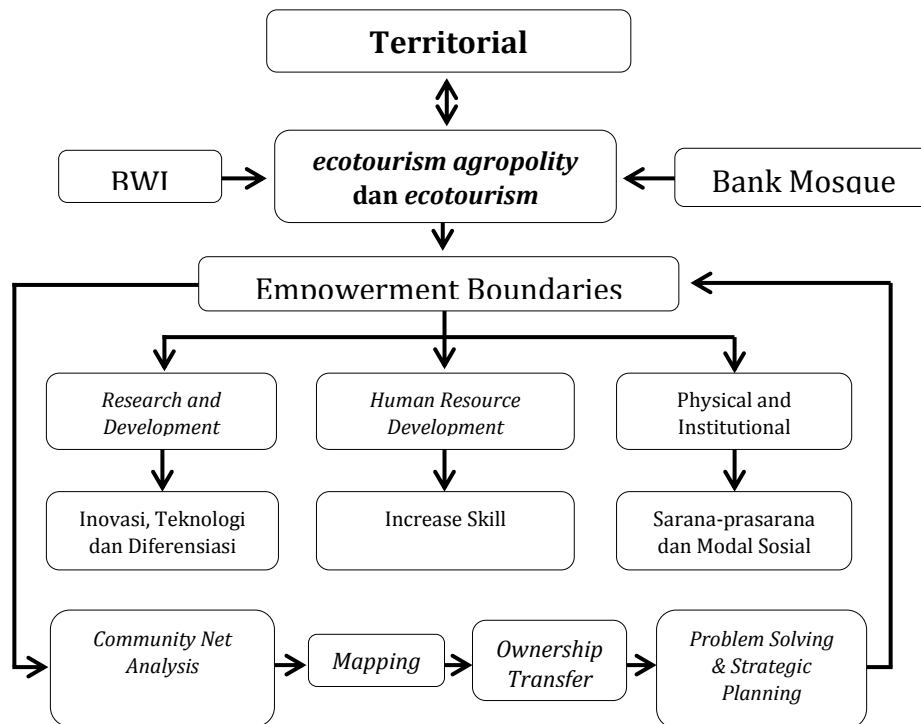 Territorial
ecotourism agropolity
dan ecotourism
Bank Mosque
Empowerment Boundaries
Research and
Development
Human Resource
Development
Physical and
Institutional
Inovasi, Teknologi
dan Diferensiasi
Increase Skill
Sarana-prasarana
dan Modal Sosial
Community Net
Analysis
Mapping
Ownership
Transfer
Problem Solving
& Strategic
Planning